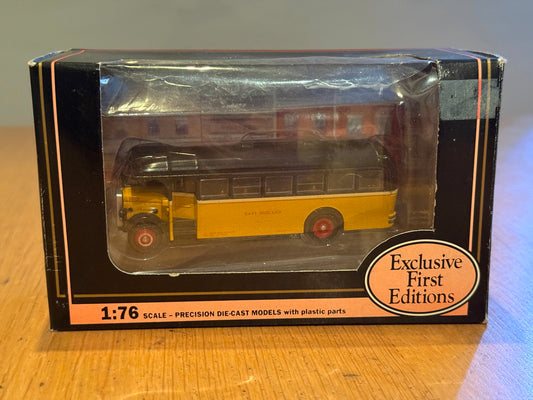 Exclusive
First
Editions
1:76 SCALE – PRECISION DIE-CAST MODELS with plastic parts